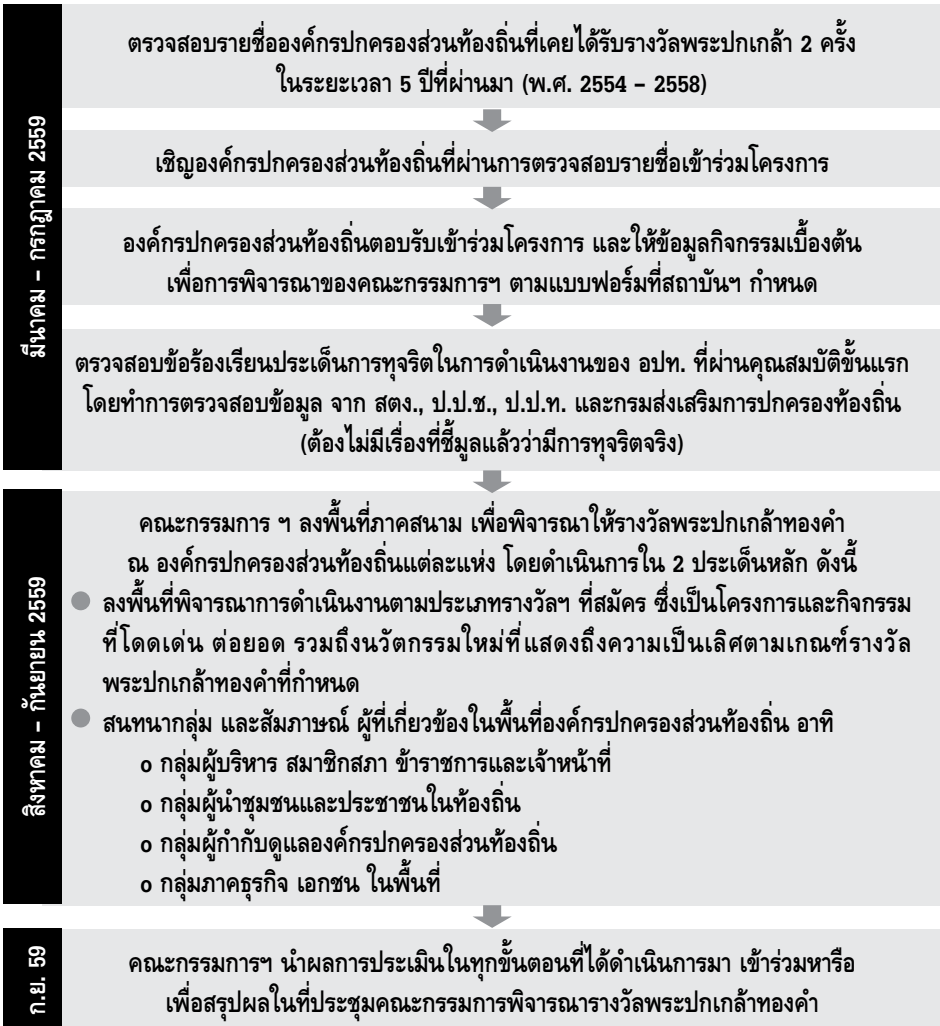 มีนาคม – กรกฎาคม 2559
ตรวจสอบรายชื่อองค์กรปกครองส่วนท้องถิ่นที่เคยได้รับรางวัลพระปกเกล้า 2 ครั้ง
ในระยะเวลา 5 ปีที่ผ่านมา (พ.ศ. 2554 – 2558)
เชิญองค์กรปกครองส่วนท้องถิ่นที่ผ่านการตรวจสอบรายชื่อเข้าร่วมโครงการ
องค์กรปกครองส่วนท้องถิ่นตอบรับเข้าร่วมโครงการ และให้ข้อมูลกิจกรรมเบื้องต้น
เพื่อการพิจารณาของคณะกรรมการฯ ตามแบบฟอร์มที่สถาบันฯ กำหนด
ตรวจสอบข้อร้องเรียนประเด็นการทุจริตในการดำเนินงานของ อปท. ที่ผ่านคุณสมบัติขั้นแรก
โดยทำการตรวจสอบข้อมูล จาก สตง., ป.ป.ช., ป.ป.ท. และกรมส่งเสริมการปกครองท้องถิ่น
(ต้องไม่มีเรื่องที่ชี้มูลแล้วว่ามีการทุจริตจริง)
สิงหาคม – กันยายน 2559
คณะกรรมการ ฯ ลงพื้นที่ภาคสนาม เพื่อพิจารณาให้รางวัลพระปกเกล้าทองคำ
ณ องค์กรปกครองส่วนท้องถิ่นแต่ละแห่ง โดยดำเนินการใน 2 ประเด็นหลัก ดังนี้
● ลงพื้นที่พิจารณาการดำเนินงานตามประเภทรางวัลฯ ที่สมัคร ซึ่งเป็นโครงการและกิจกรรม
ที่โดดเด่น ต่อยอด รวมถึงนวัตกรรมใหม่ที่แสดงถึงความเป็นเลิศตามเกณฑ์รางวัล
พระปกเกล้าทองคำที่กำหนด
● สนทนากลุ่ม และสัมภาษณ์ ผู้ที่เกี่ยวข้องในพื้นที่องค์กรปกครองส่วนท้องถิ่น อาทิ
o กลุ่มผู้บริหาร สมาชิกสภา ข้าราชการและเจ้าหน้าที่
o กลุ่มผู้นำชุมชนและประชาชนในท้องถิ่น
o กลุ่มผู้กำกับดูแลองค์กรปกครองส่วนท้องถิ่น
o กลุ่มภาคธุรกิจ เอกชน ในพื้นที่
ก.ย. 59
คณะกรรมการฯ นำผลการประเมินในทุกขั้นตอนที่ได้ดำเนินการมา เข้าร่วมหารือ
เพื่อสรุปผลในที่ประชุมคณะกรรมการพิจารณารางวัลพระปกเกล้าทองคำ